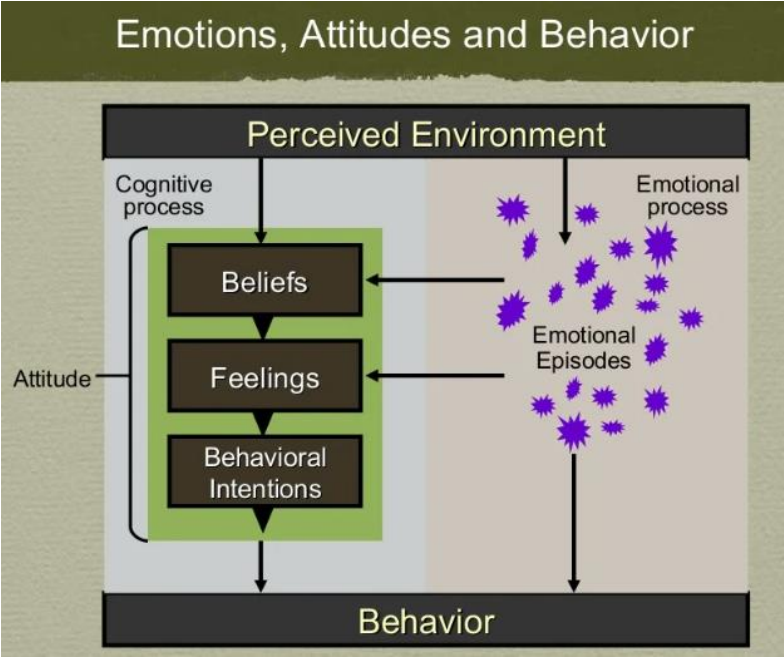 Emotions, Attitudes and Behavior
Perceived Environment
Cognitive
process
Emotional
process
Beliefs
Feelings
Behavioral
Intentions
Attitude
Emotional
Episodes
Behavior